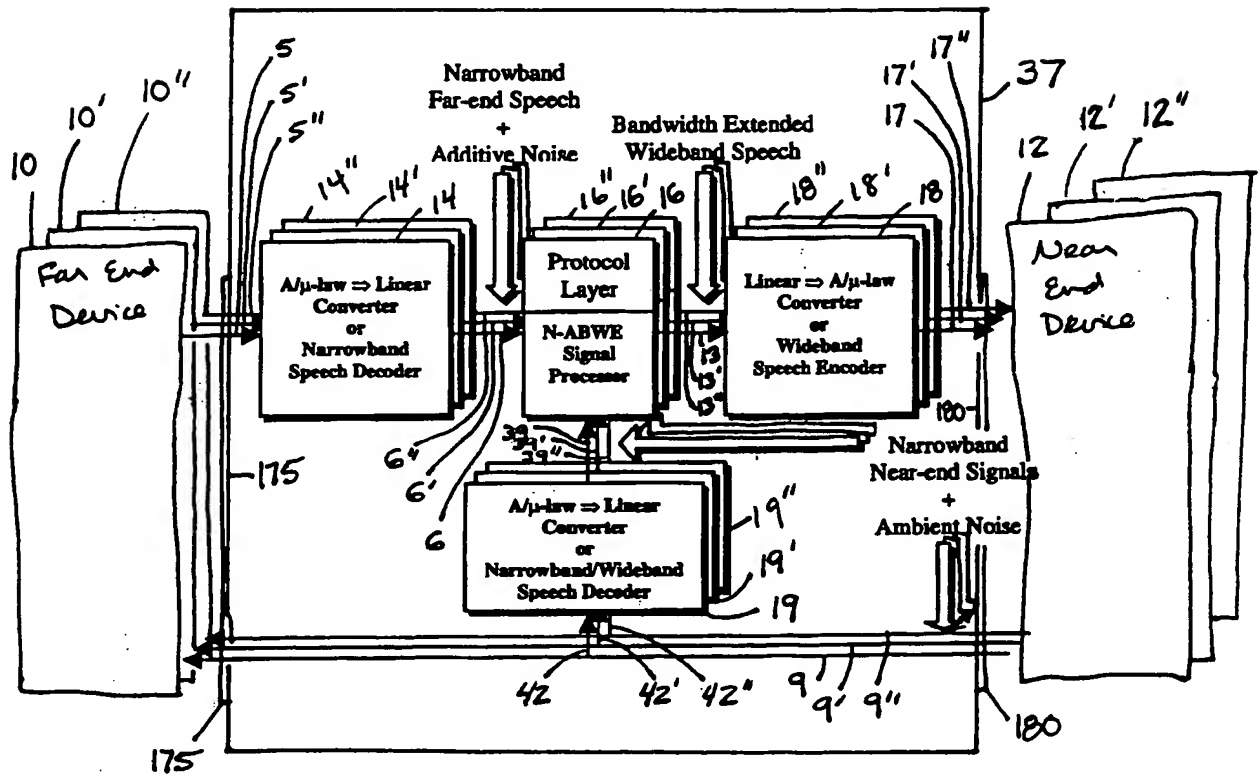 5
5'
5"
10"
10'
10
Narrowband
Far-end Speech
+
Additive Noise
Bandwidth Extended
Wideband Speech
17"
17'
17
37
12
12'
12"
14"
14'
14
16"
16'
16
18"
18'
18
Far End
Device
A/μ-law ⇒ Linear
Converter
or
Narrowband
Speech Decoder
Protocol
Layer
N-ABWE
Signal
Processor
13
13'
13"
Linear ⇒ A/μ-law
Converter
or
Wideband
Speech Encoder
Near
End
Device
180
6"
6'
6
39
39'
39"
Narrowband
Near-end Signals
+
Ambient Noise
175
A/μ-law ⇒ Linear
Converter
or
Narrowband/Wideband
Speech Decoder
19"
19'
19
42
42'
42"
9
9'
9"
175
180